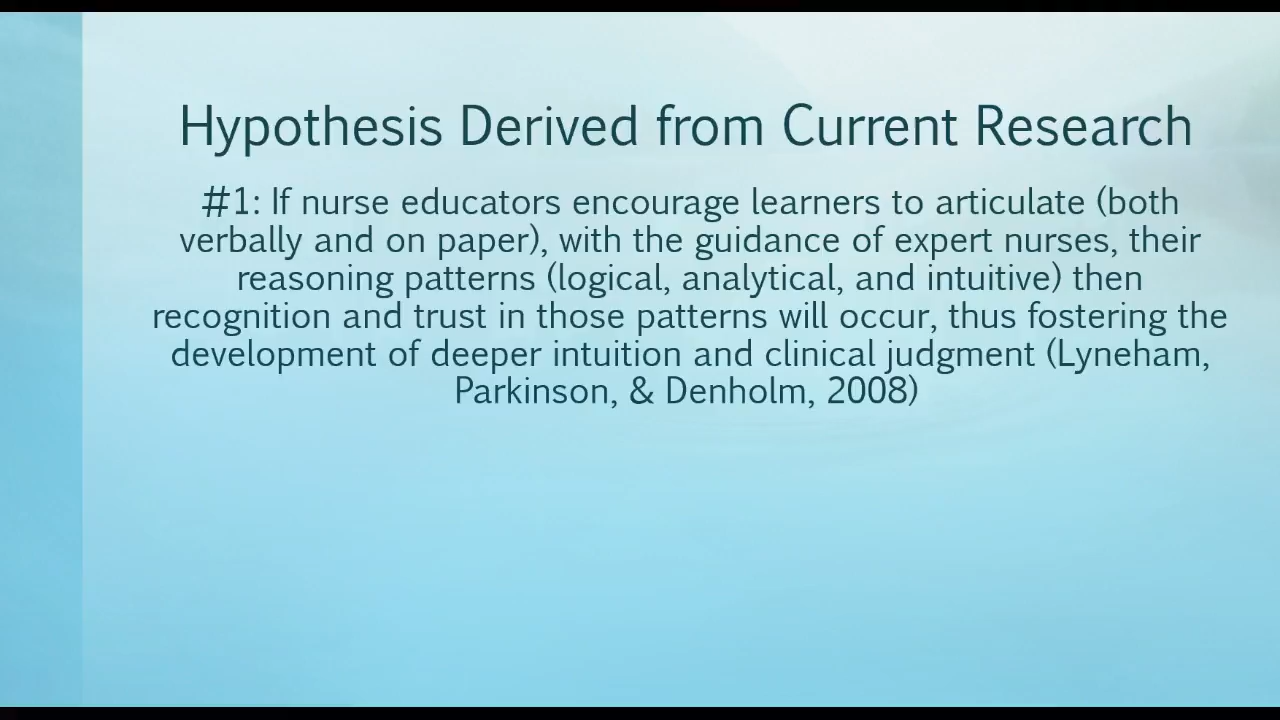 Hypothesis Derived from Current Research
#1: If nurse educators encourage learners to articulate (both
verbally and on paper), with the guidance of expert nurses, their
reasoning patterns (logical, analytical, and intuitive) then
recognition and trust in those patterns will occur, thus fostering the
development of deeper intuition and clinical judgment (Lyneham,
Parkinson, & Denholm, 2008)